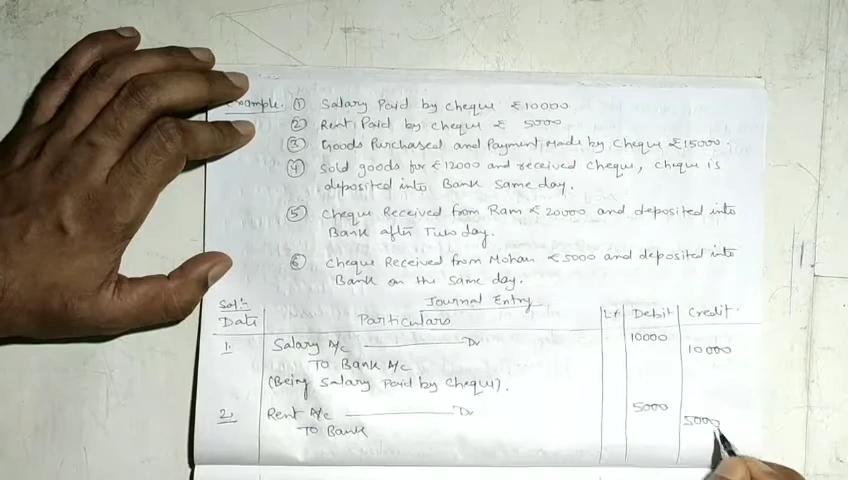 Example. ① Salary Paid by cheque ₹10000
② Rent Paid by cheque ₹ 5000
③ Goods Purchased and Payment Made by cheque ₹15000.
④ Sold goods for ₹12000 and received cheque, cheque is
deposited into Bank same day.
⑤ Cheque Received from Ram ₹20000 and deposited into
Bank after Two day.
⑥ Cheque Received from Mohan ₹5000 and deposited into
Bank on the same day.
Soln:
Journal Entry
Date Particulars L.f Debit Credit.
1. Salary A/c Dr 10000
To Bank A/c 10000
(Being Salary Paid by cheque).
2. Rent A/c Dr 5000
To Bank 5000